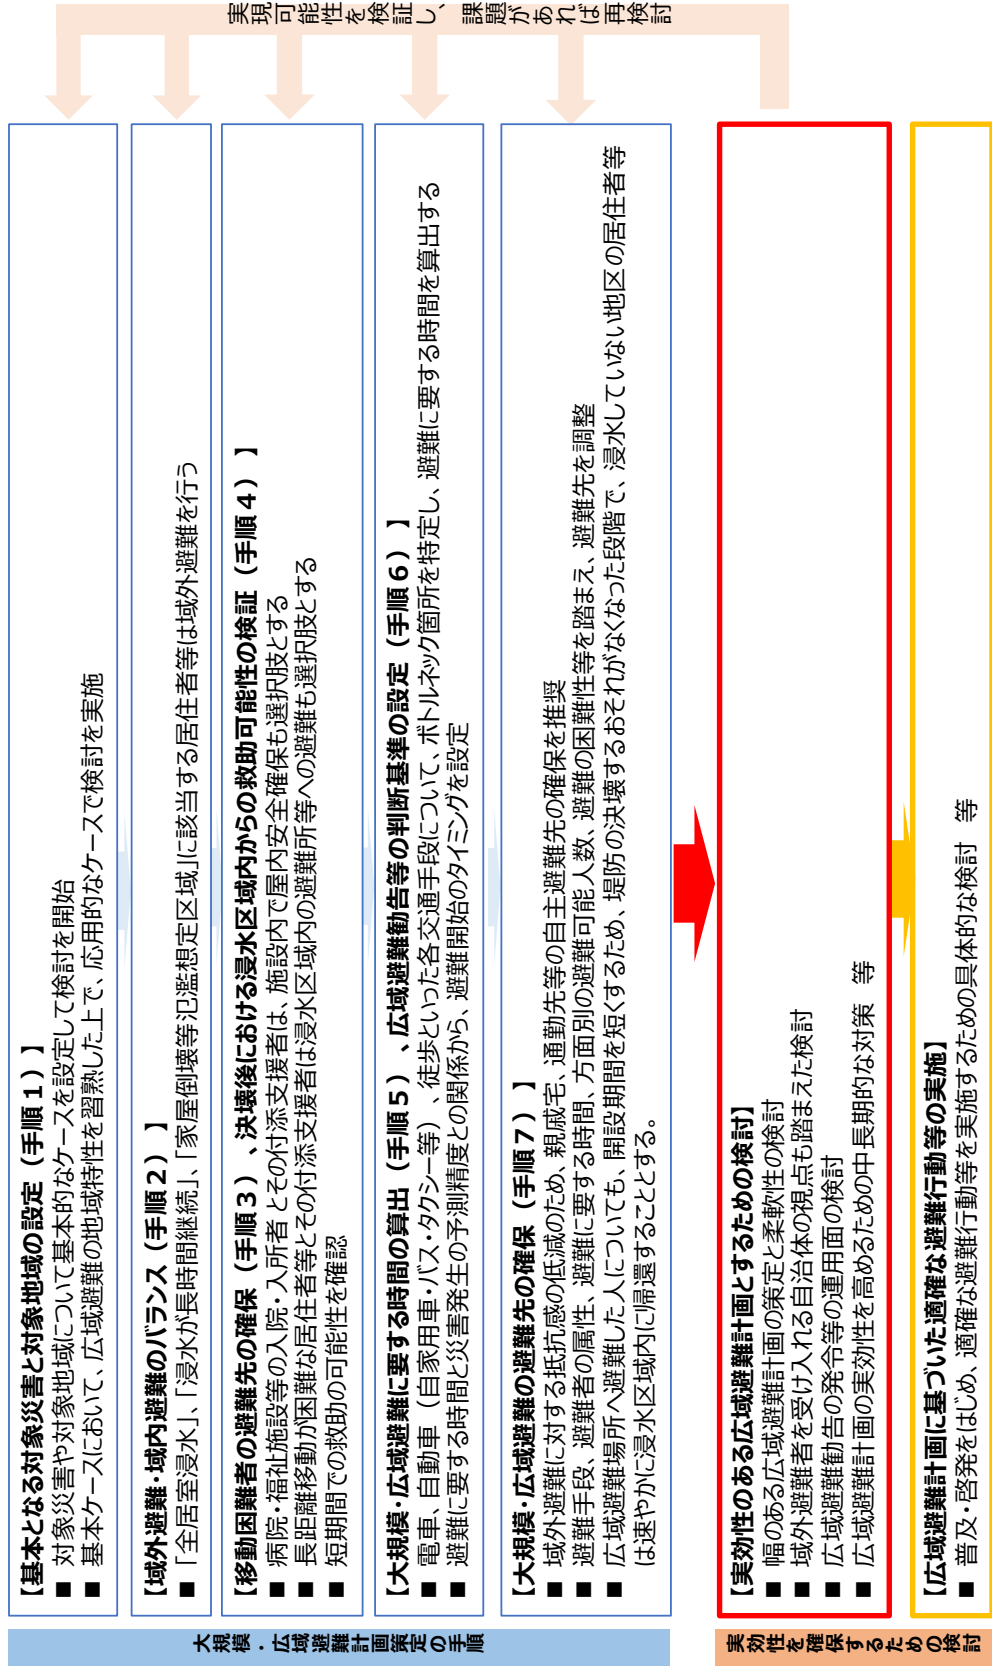 大規模・広域避難計画策定の手順
【基本となる対象災害と対象地域の設定（手順１）】
■ 対象災害や対象地域について基本的なケースを設定して検討を開始
■ 基本ケースにおいて、広域避難の地域特性を習熟した上で、応用的なケースで検討を実施
【域外避難・域内避難のバランス（手順２）】
■ 「全居室浸水」、「浸水が長時間継続」、「家屋倒壊等氾濫想定区域」に該当する居住者等は域外避難を行う
【移動困難者の避難先の確保（手順３）、決壊後における浸水区域内からの救助可能性の検証（手順４）】
■ 病院・福祉施設等の入院・入所者とその付添支援者は、施設内で屋内安全確保も選択肢とする
■ 長距離移動が困難な居住者等とその付添支援者は浸水区域内の避難所等への避難も選択肢とする
■ 短期間での救助の可能性を確認
【大規模・広域避難に要する時間の算出（手順５）、広域避難勧告等の判断基準の設定（手順６）】
■ 電車、自動車（自家用車・バス・タクシー等）、徒歩といった各交通手段について、ボトルネック箇所を特定し、避難に要する時間を算出する
■ 避難に要する時間と災害発生の予測精度との関係から、避難開始のタイミングを設定
【大規模・広域避難の避難先の確保（手順７）】
■ 域外避難に対する抵抗感の低減のため、親戚宅、通勤先等の自主避難先の確保を推奨
■ 避難手段、避難者の属性、避難に要する時間、方面別の避難可能人数、避難の困難性等を踏まえ、避難先を調整
■ 広域避難場所へ避難した人についても、開設期間を短くするため、堤防の決壊するおそれがなくなった段階で、浸水していない地区の居住者等
は速やかに浸水区域内に帰還することとする。
実現可能性を検証し、課題があれば再検討
実効性を確保するための検討
【実効性のある広域避難計画とするための検討】
■ 幅のある広域避難計画の策定と柔軟性の検討
■ 域外避難者を受け入れる自治体の視点も踏まえた検討
■ 広域避難勧告の発令等の運用面の検討
■ 広域避難計画の実効性を高めるための中長期的な対策　等
【広域避難計画に基づいた適確な避難行動等の実施】
■ 普及・啓発をはじめ、適確な避難行動等を実施するための具体的な検討　等